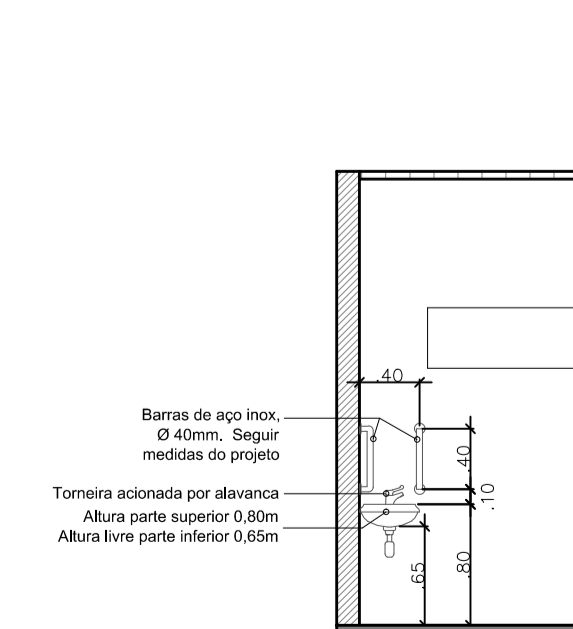 .40
Barras de aço inox,
Ø 40mm. Seguir
medidas do projeto
.40
Torneira acionada por alavanca
.10
Altura parte superior 0,80m
Altura livre parte inferior 0,65m
.65
.80